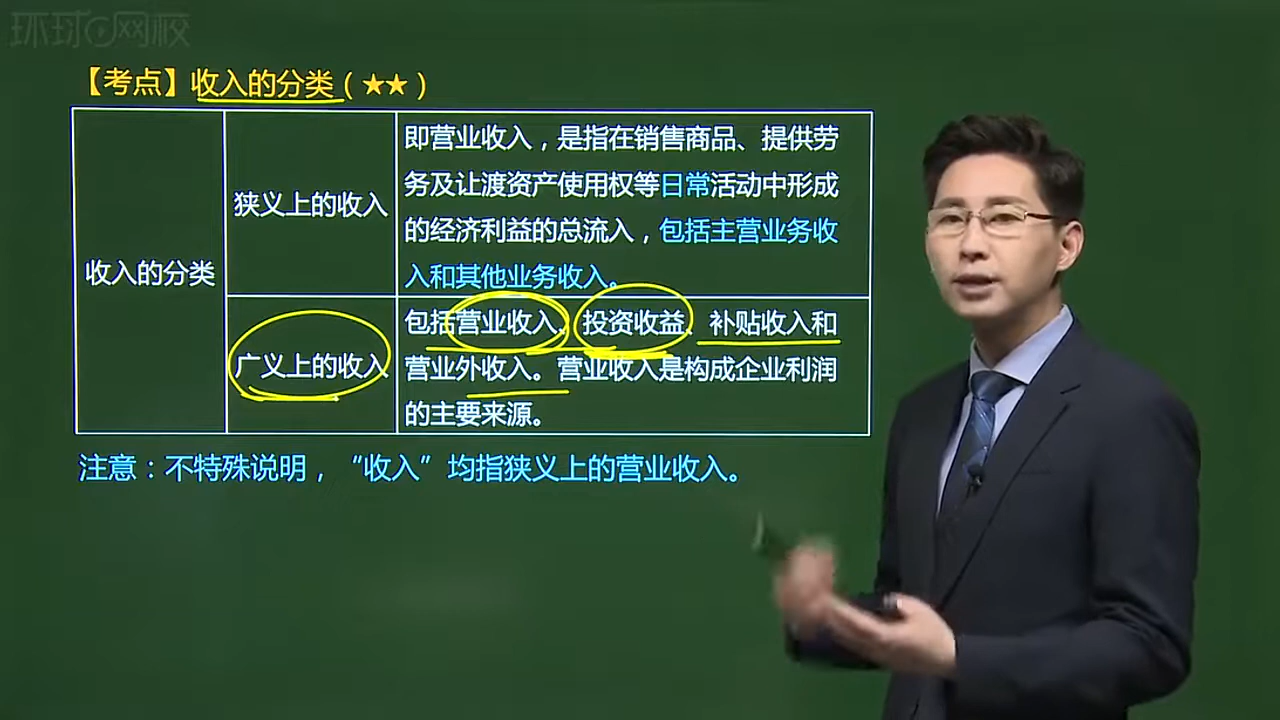 环球网校
【考点】收入的分类（★★）
收入的分类
狭义上的收入
即营业收入，是指在销售商品、提供劳
务及让渡资产使用权等日常活动中形成
的经济利益的总流入，包括主营业务收
入和其他业务收入。
广义上的收入
包括营业收入、投资收益、补贴收入和
营业外收入。营业收入是构成企业利润
的主要来源。
注意：不特殊说明，“收入”均指狭义上的营业收入。